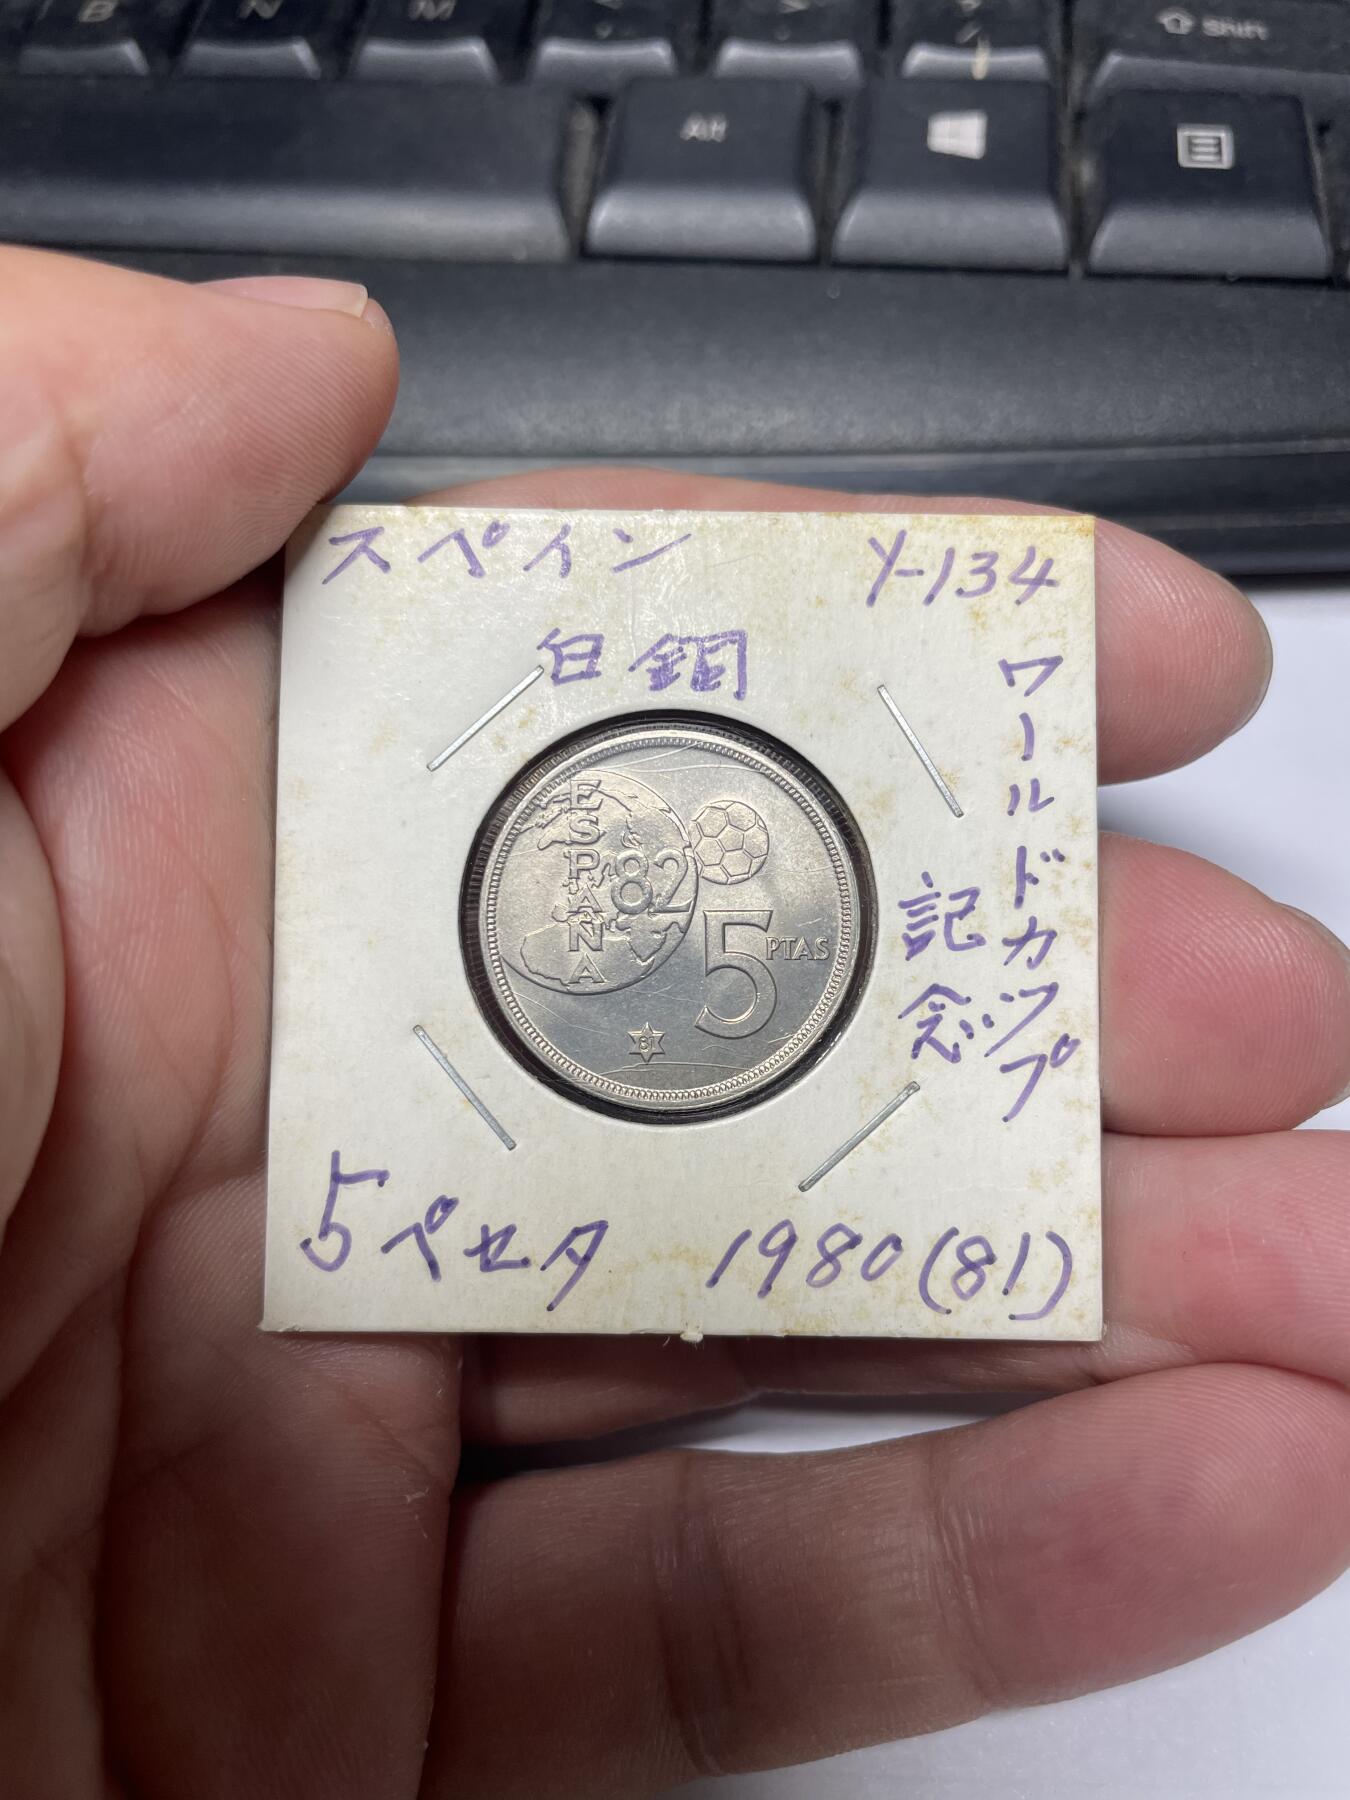 B N M < > ? / Shift
Alt
スペイン Y-134
白銅
ワールドカップ
記念
ESPAÑA
82
5 PTAS
81
5ペセタ 1980(81)